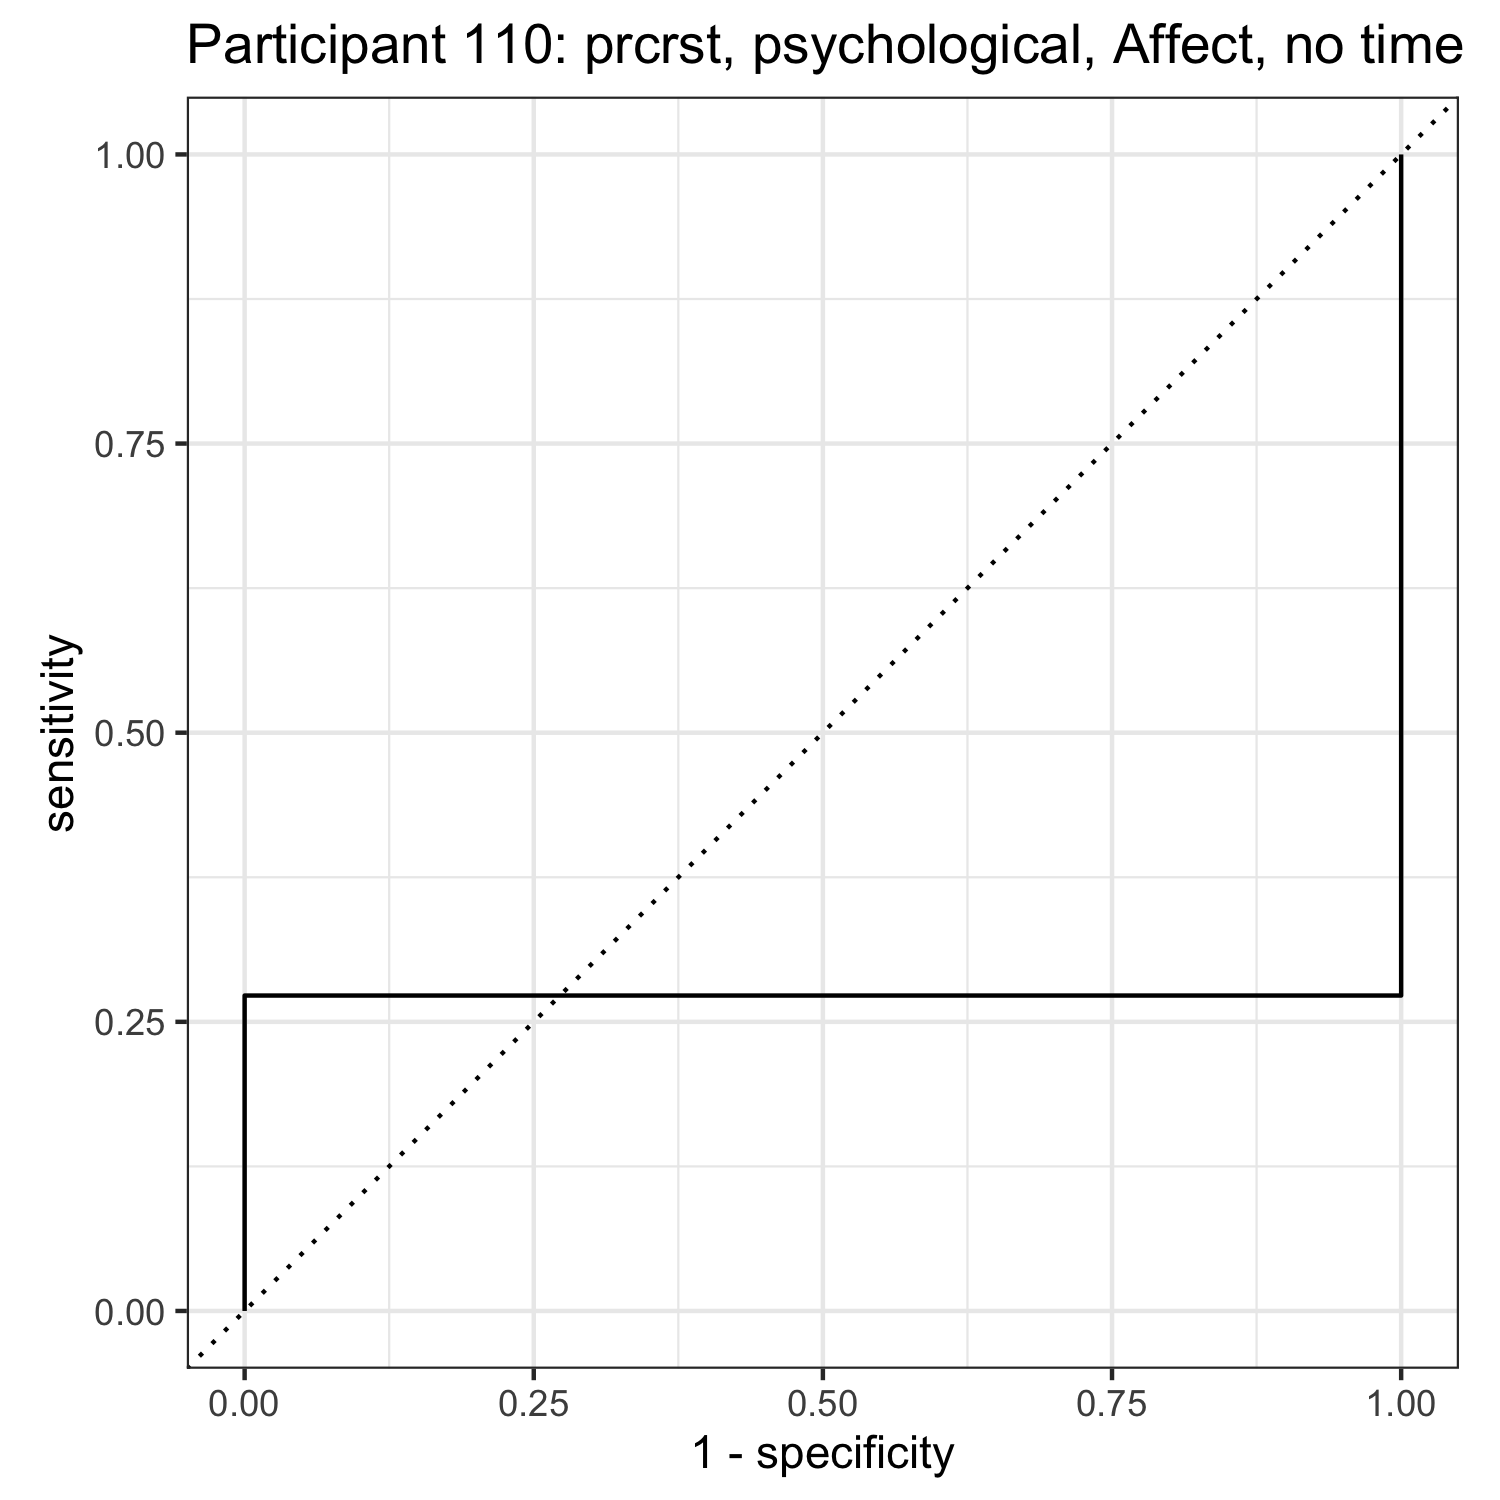 Participant 110: prcrst, psychological, Affect, no time
1.00
0.75
0.50
0.25
0.00
sensitivity
0.00 0.25 0.50 0.75 1.00
1 - specificity